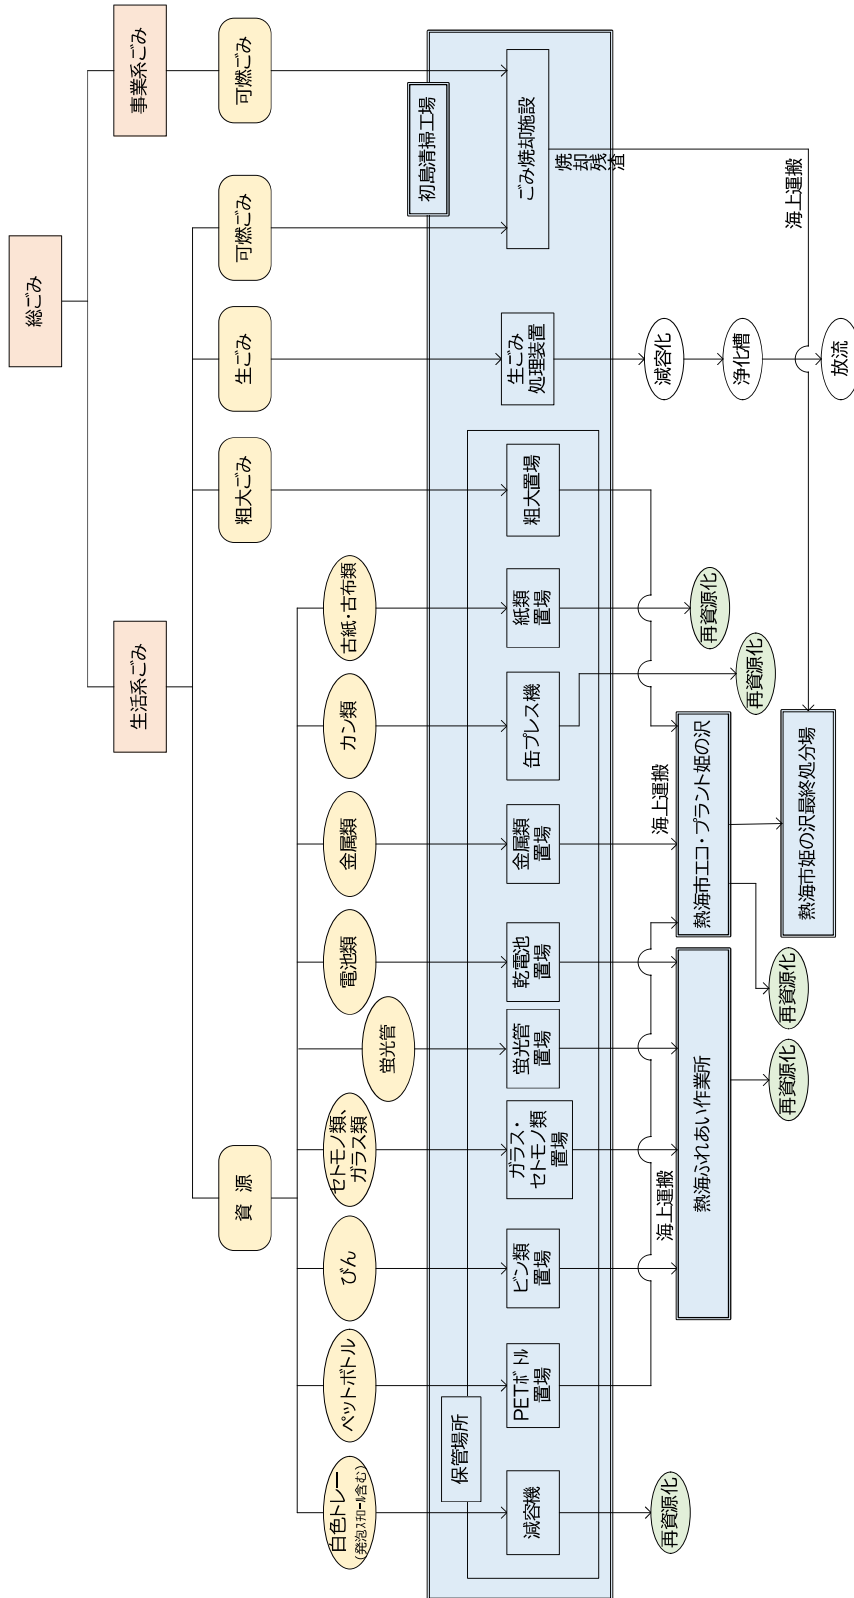 総ごみ
生活系ごみ
事業系ごみ
資 源
粗大ごみ
生ごみ
可燃ごみ
可燃ごみ
白色トレー
(発泡ｽﾁﾛｰﾙ含む)
ペットボトル
びん
セトモノ類、
ガラス類
蛍光管
電池類
金属類
カン類
古紙・古布類
初島清掃工場
保管場所
減容機
PETﾎﾞﾄﾙ
置場
ビン類
置場
ガラス・
セトモノ類
置場
蛍光管
置場
乾電池
置場
金属類
置場
缶プレス機
紙類
置場
粗大置場
生ごみ
処理装置
ごみ焼却施設
焼却残渣
海上運搬
海上運搬
海上運搬
再資源化
熱海ふれあい作業所
熱海市エコ・プラント姫の沢
再資源化
再資源化
減容化
浄化槽
放流
再資源化
再資源化
熱海市姫の沢最終処分場